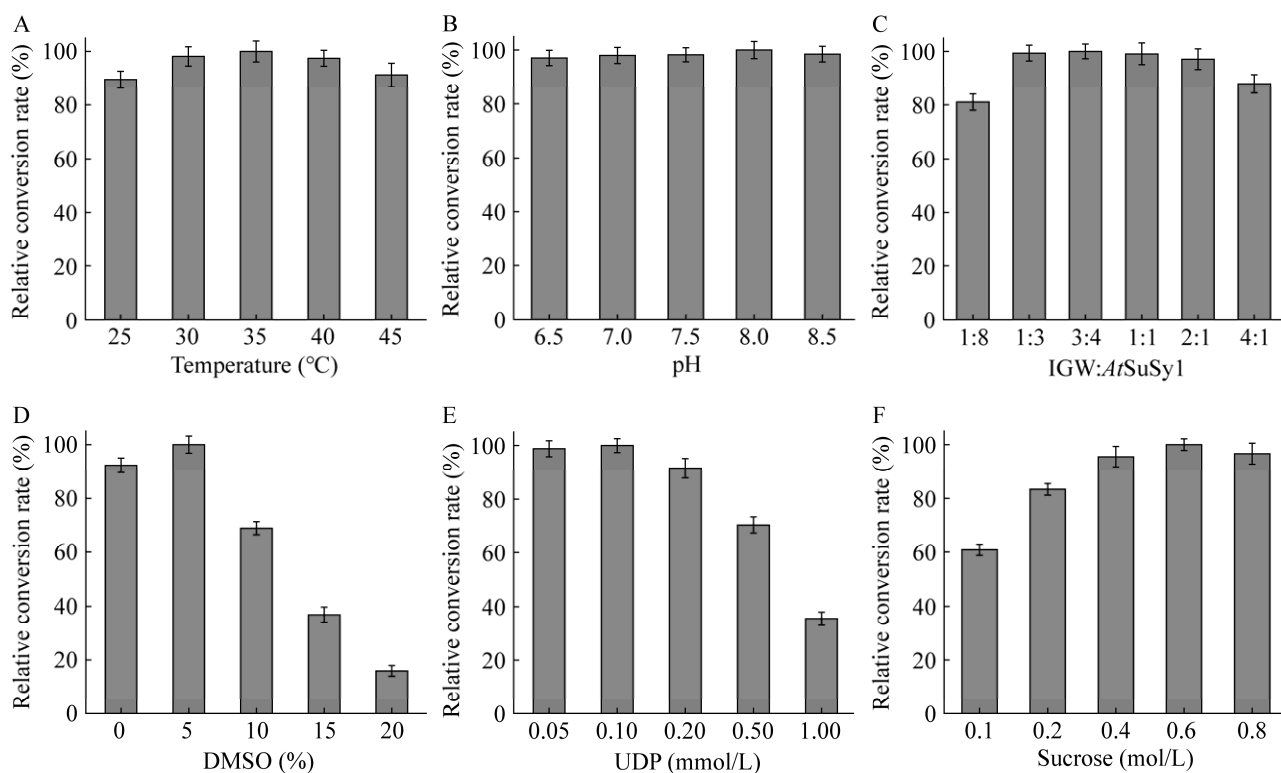 A
Relative conversion rate (%)
100
80
60
40
20
0
25 30 35 40 45
Temperature (°C)
B
Relative conversion rate (%)
100
80
60
40
20
0
6.5 7.0 7.5 8.0 8.5
pH
C
Relative conversion rate (%)
100
80
60
40
20
0
1:8 1:3 3:4 1:1 2:1 4:1
IGW:AtSuSy1
D
Relative conversion rate (%)
100
80
60
40
20
0
0 5 10 15 20
DMSO (%)
E
Relative conversion rate (%)
100
80
60
40
20
0
0.05 0.10 0.20 0.50 1.00
UDP (mmol/L)
F
Relative conversion rate (%)
100
80
60
40
20
0
0.1 0.2 0.4 0.6 0.8
Sucrose (mol/L)